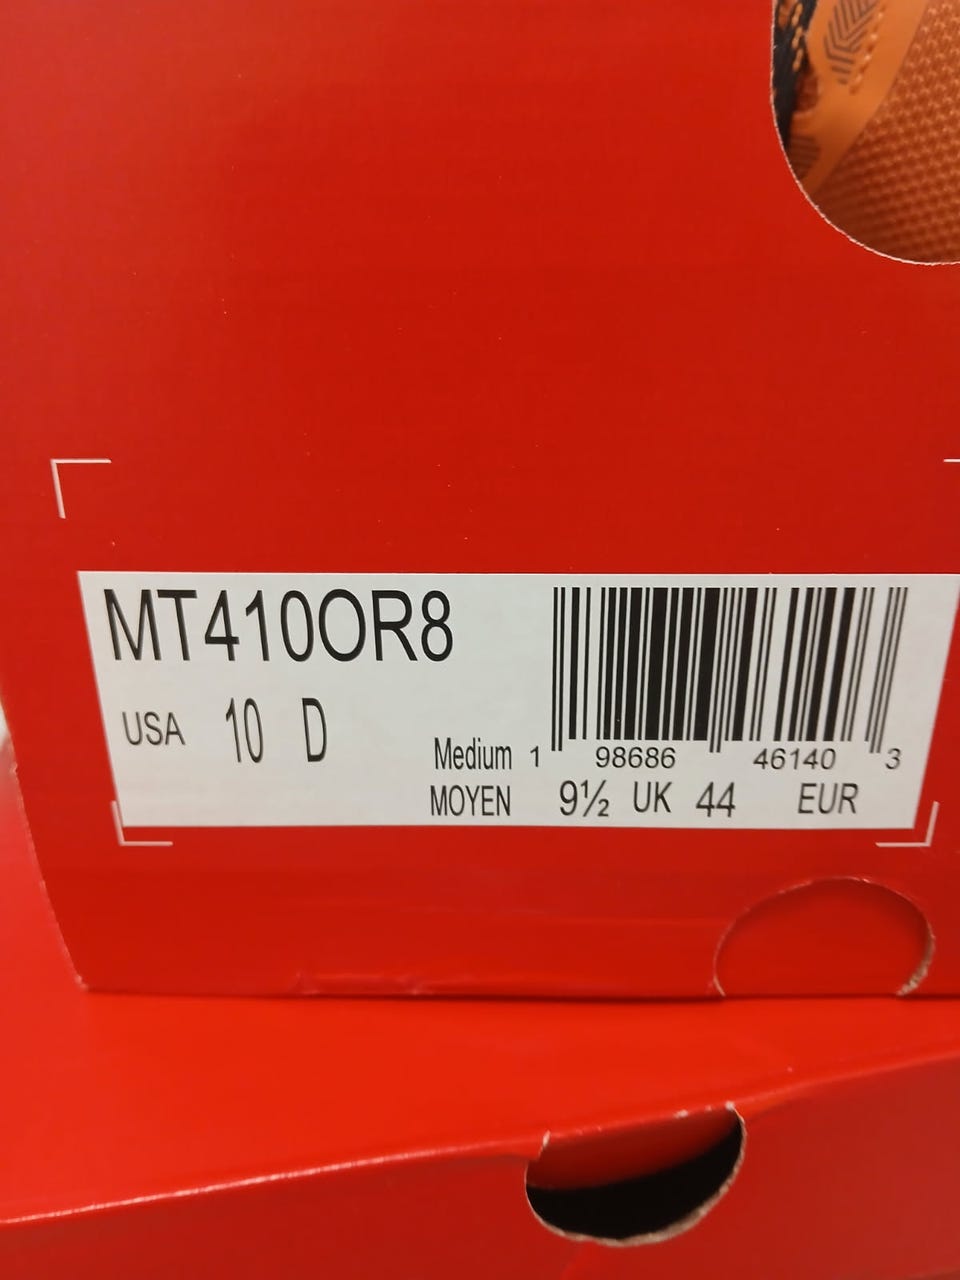 MT410OR8
USA 10 D
Medium
MOYEN
1 98686 46140 3
9½ UK 44 EUR